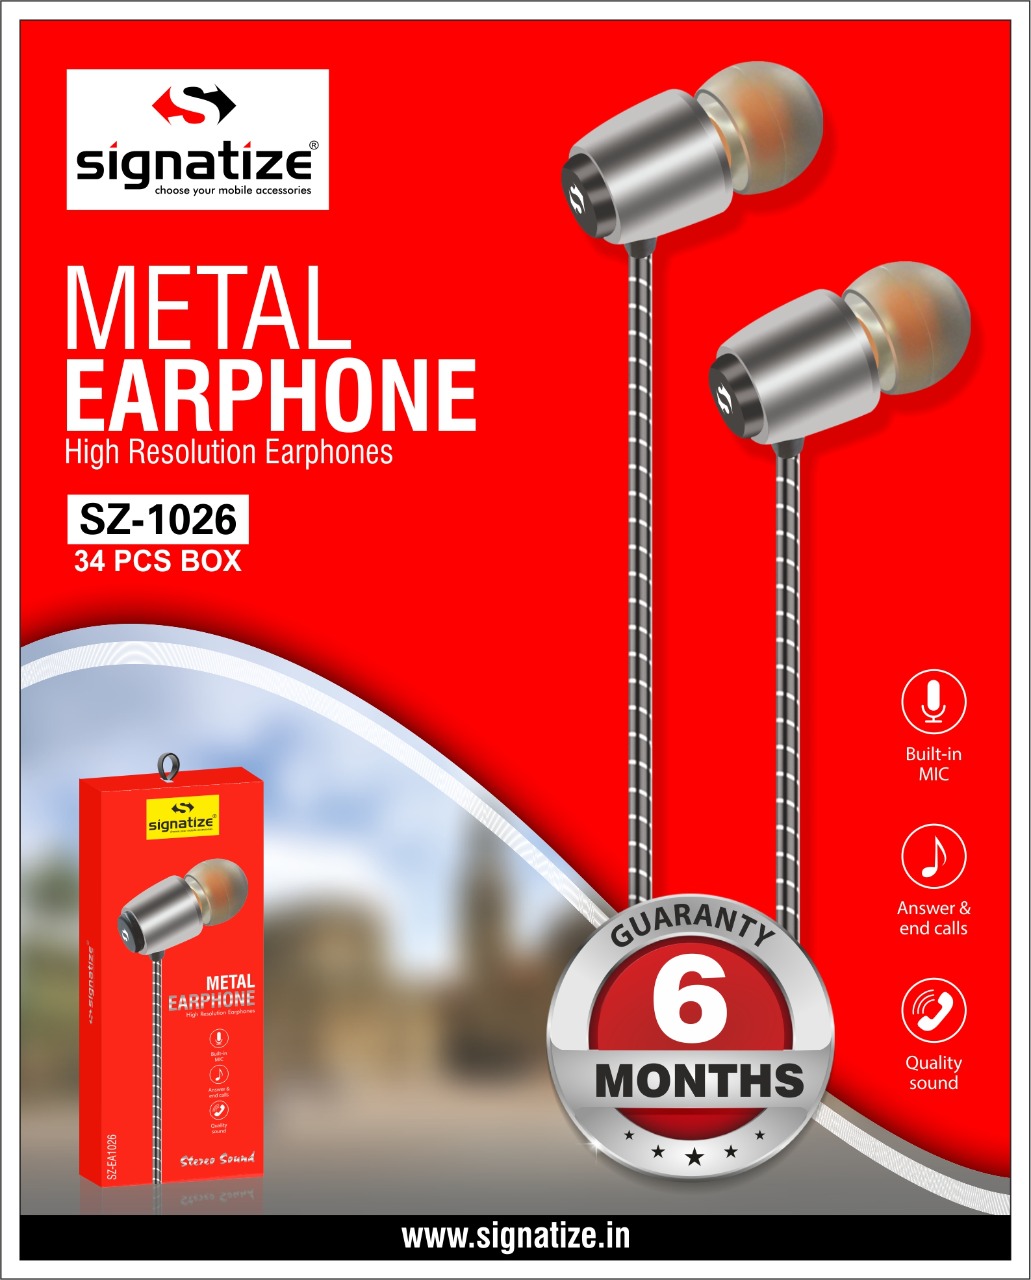 signatize®
choose your mobile accessories
METAL
EARPHONE
High Resolution Earphones
SZ-1026
34 PCS BOX
Built-in
MIC
Answer &
end calls
Quality
sound
GUARANTY
6
MONTHS
signatize®
signatize®
METAL
EARPHONE
High Resolution Earphones
Built-in
MIC
Answer &
end calls
Quality
sound
Stereo Sound
SZ-EA1026
www.signatize.in